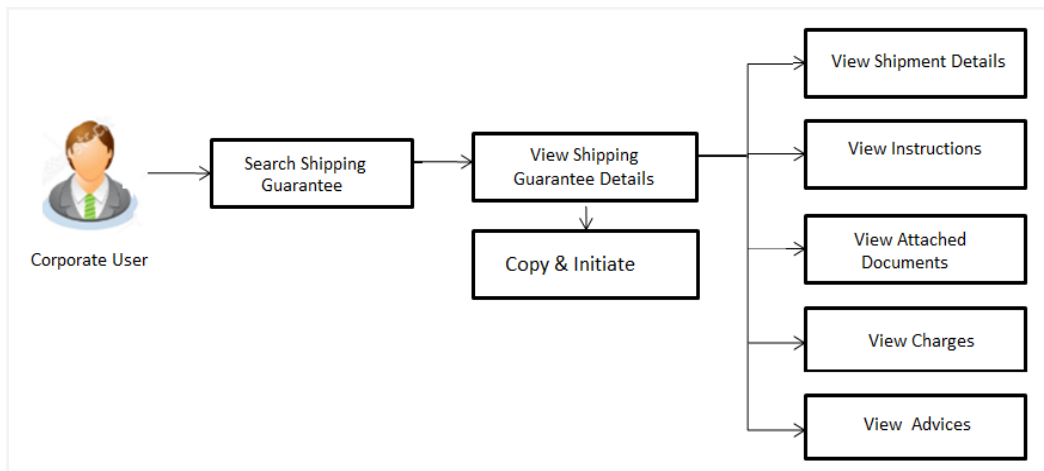 View Shipment Details
Search Shipping
Guarantee
View Shipping
Guarantee Details
View Instructions
Copy & Initiate
View Attached
Documents
Corporate User
View Charges
View Advices